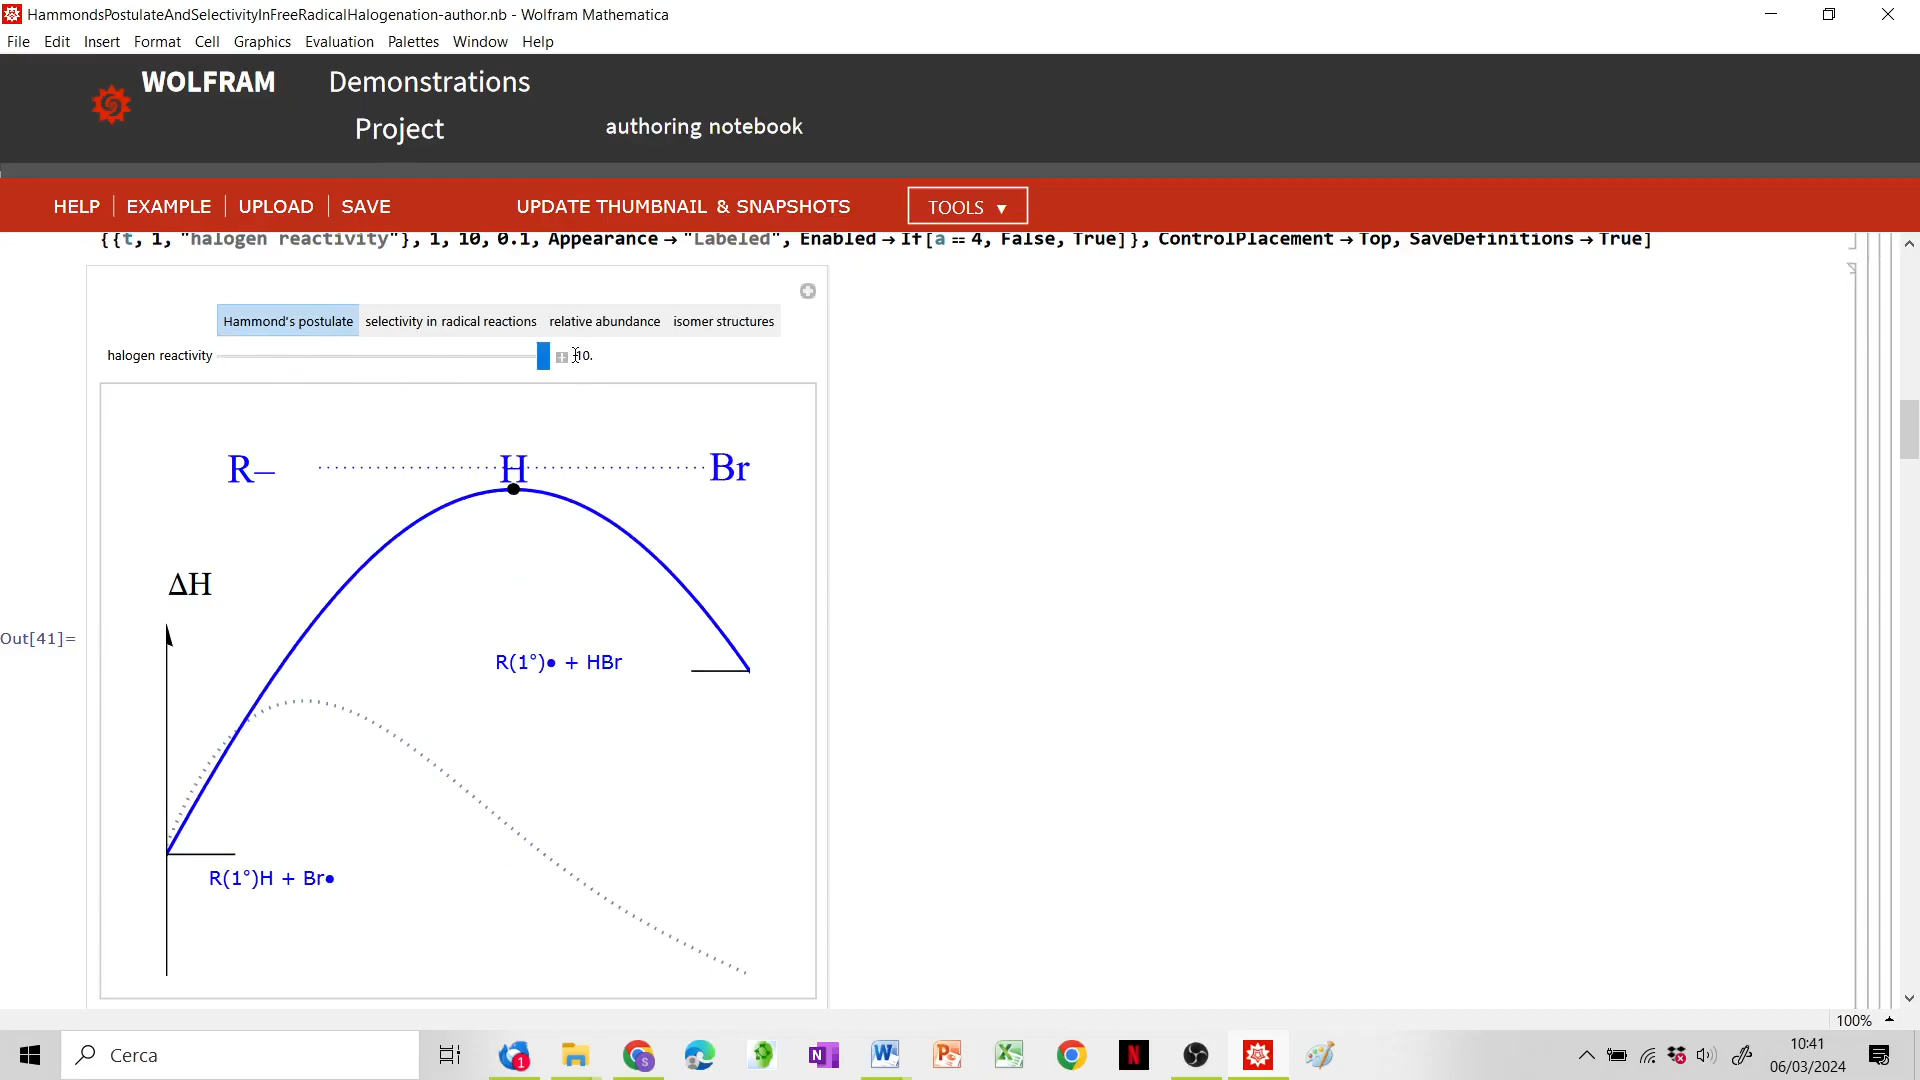 HammondsPostulateAndSelectivityInFreeRadicalHalogenation-author.nb - Wolfram Mathematica
File Edit Insert Format Cell Graphics Evaluation Palettes Window Help
WOLFRAM Demonstrations
Project authoring notebook
HELP EXAMPLE UPLOAD SAVE UPDATE THUMBNAIL & SNAPSHOTS TOOLS ▼
{{t, 1, "halogen reactivity"}, 1, 10, 0.1, Appearance → "Labeled", Enabled → If[a == 4, False, True]}, ControlPlacement → Top, SaveDefinitions → True]
Hammond's postulate selectivity in radical reactions relative abundance isomer structures
halogen reactivity 10.
R– H Br
ΔH
Out[41]=
R(1°)• + HBr
R(1°)H + Br•
100%
Cerca
10:41
06/03/2024